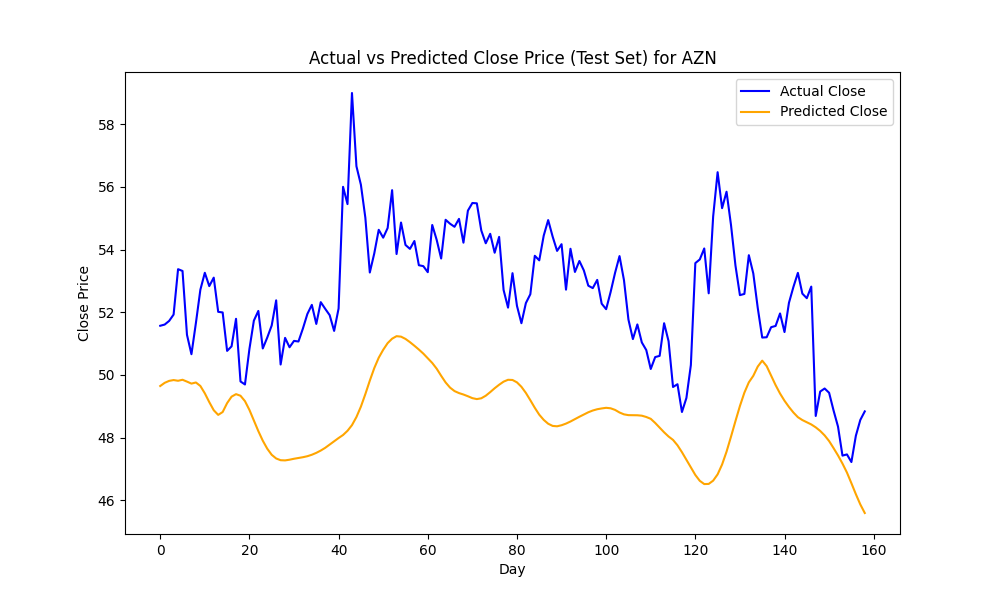 Actual vs Predicted Close Price (Test Set) for AZN
Actual Close
Predicted Close
Close Price
58
56
54
52
50
48
46
0 20 40 60 80 100 120 140 160
Day